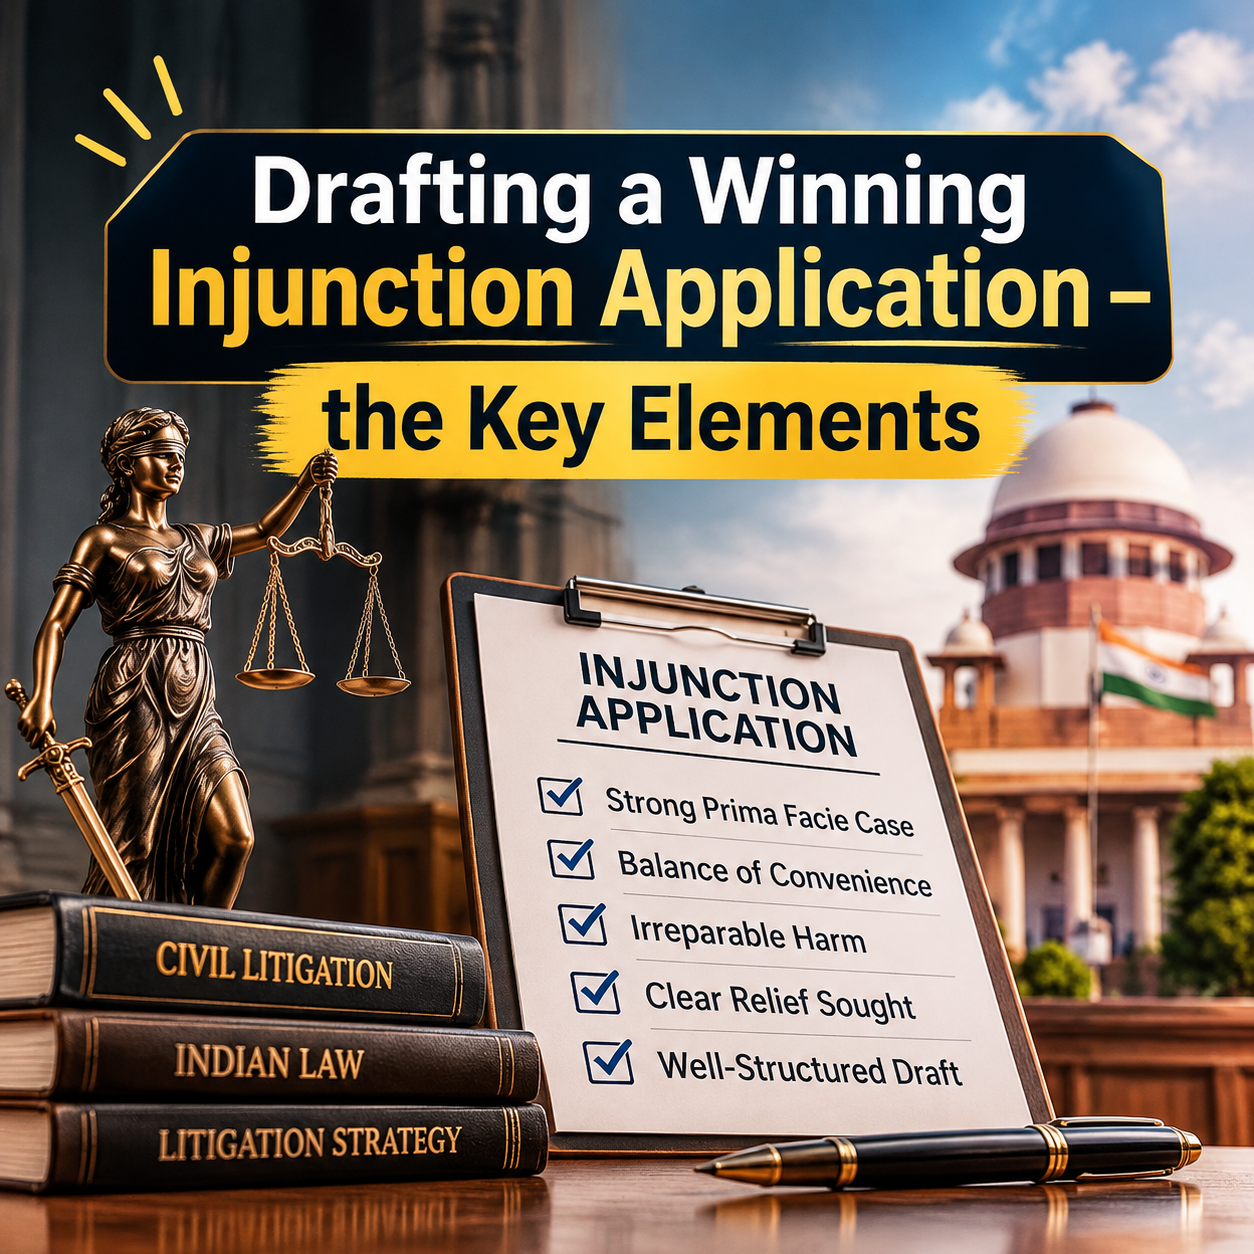 Drafting a Winning
Injunction Application –
the Key Elements
INJUNCTION
APPLICATION
Strong Prima Facie Case
Balance of Convenience
Irreparable Harm
Clear Relief Sought
Well-Structured Draft
CIVIL LITIGATION
INDIAN LAW
LITIGATION STRATEGY